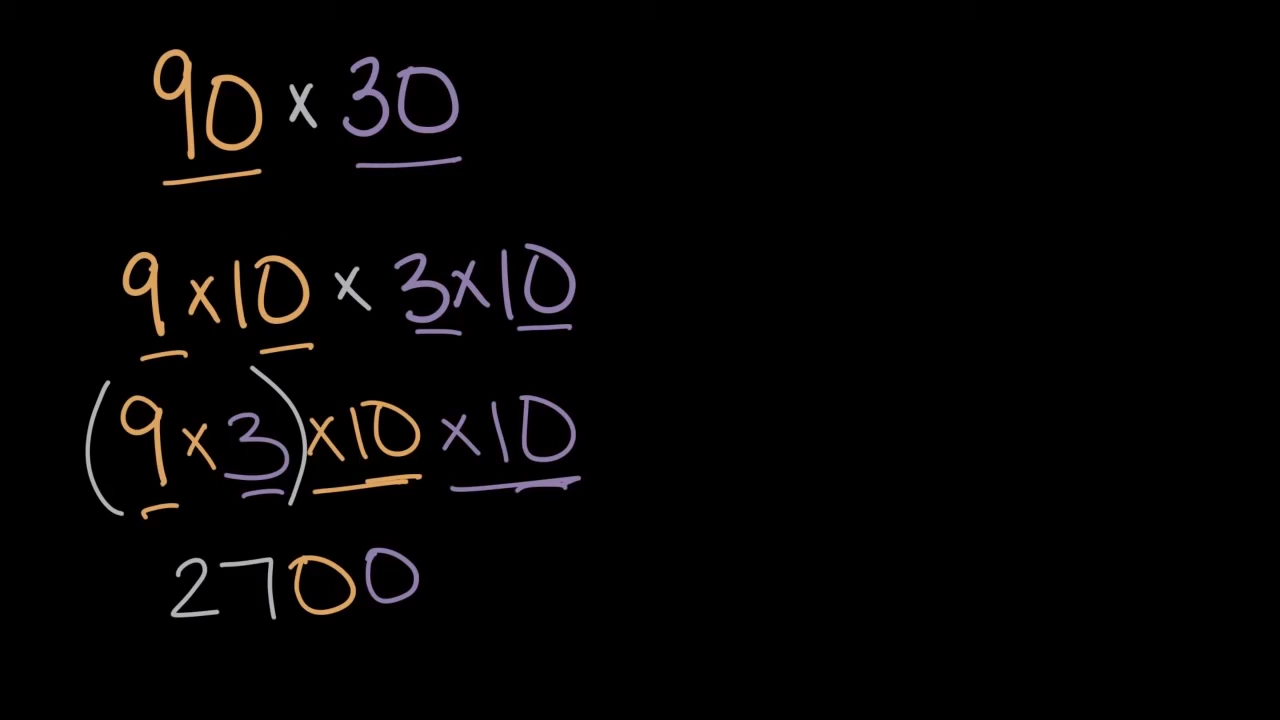 90 × 30
9 × 10 × 3 × 10
(9 × 3) × 10 × 10
2700